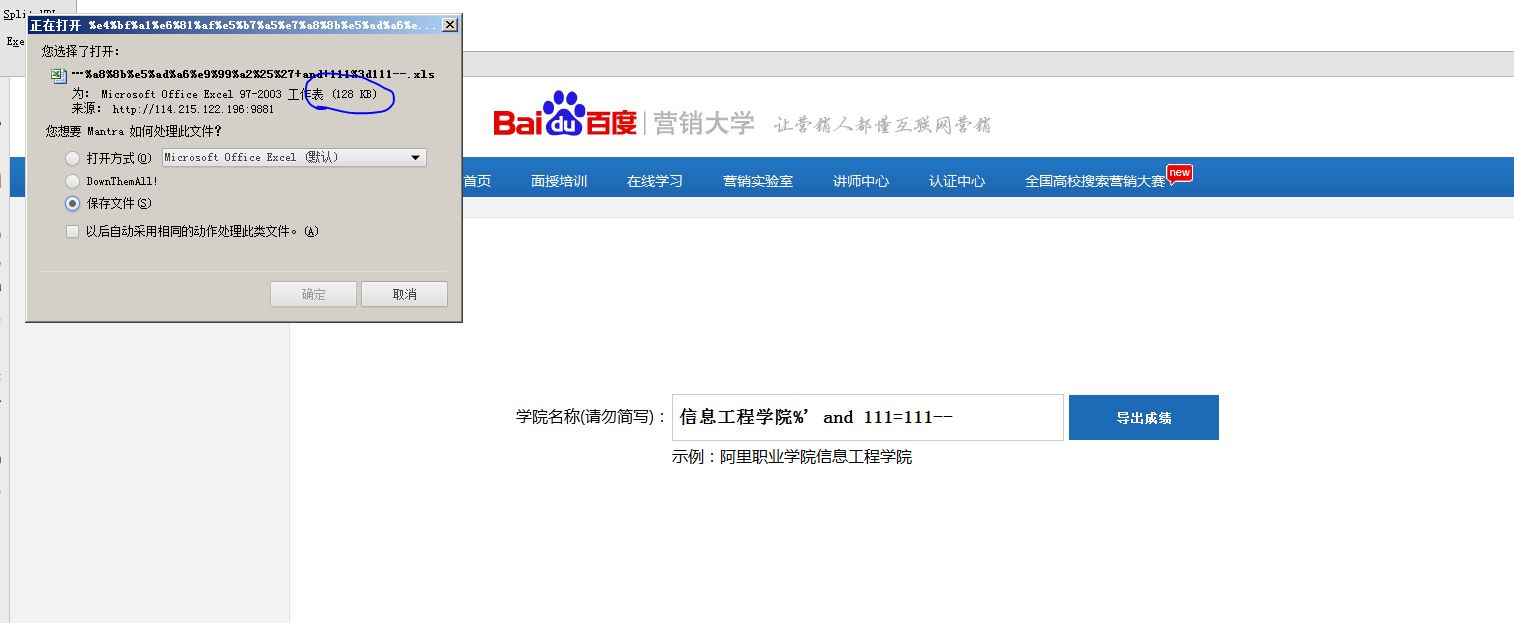 Split URL
Exe
正在打开 %e4%bf%a1%e6%81%af%e5%b7%a5%e7%a8%8b%e5%ad%a6%e...
您选择了打开:
…%a8%8b%e5%ad%a6%e9%99%a2%25%27+and+111%3d111--.xls
为: Microsoft Office Excel 97-2003 工作表 (128 KB)
来源: http://114.215.122.196:9881
您想要 Mantra 如何处理此文件?
打开方式(O) Microsoft Office Excel (默认)
DownThemAll!
保存文件(S)
以后自动采用相同的动作处理此类文件。(A)
确定 取消
Bai du 百度 营销大学 让营销人都懂互联网营销
首页 面授培训 在线学习 营销实验室 讲师中心 认证中心 全国高校搜索营销大赛 new
学院名称(请勿简写): 信息工程学院%’ and 111=111-- 导出成绩
示例:阿里职业学院信息工程学院